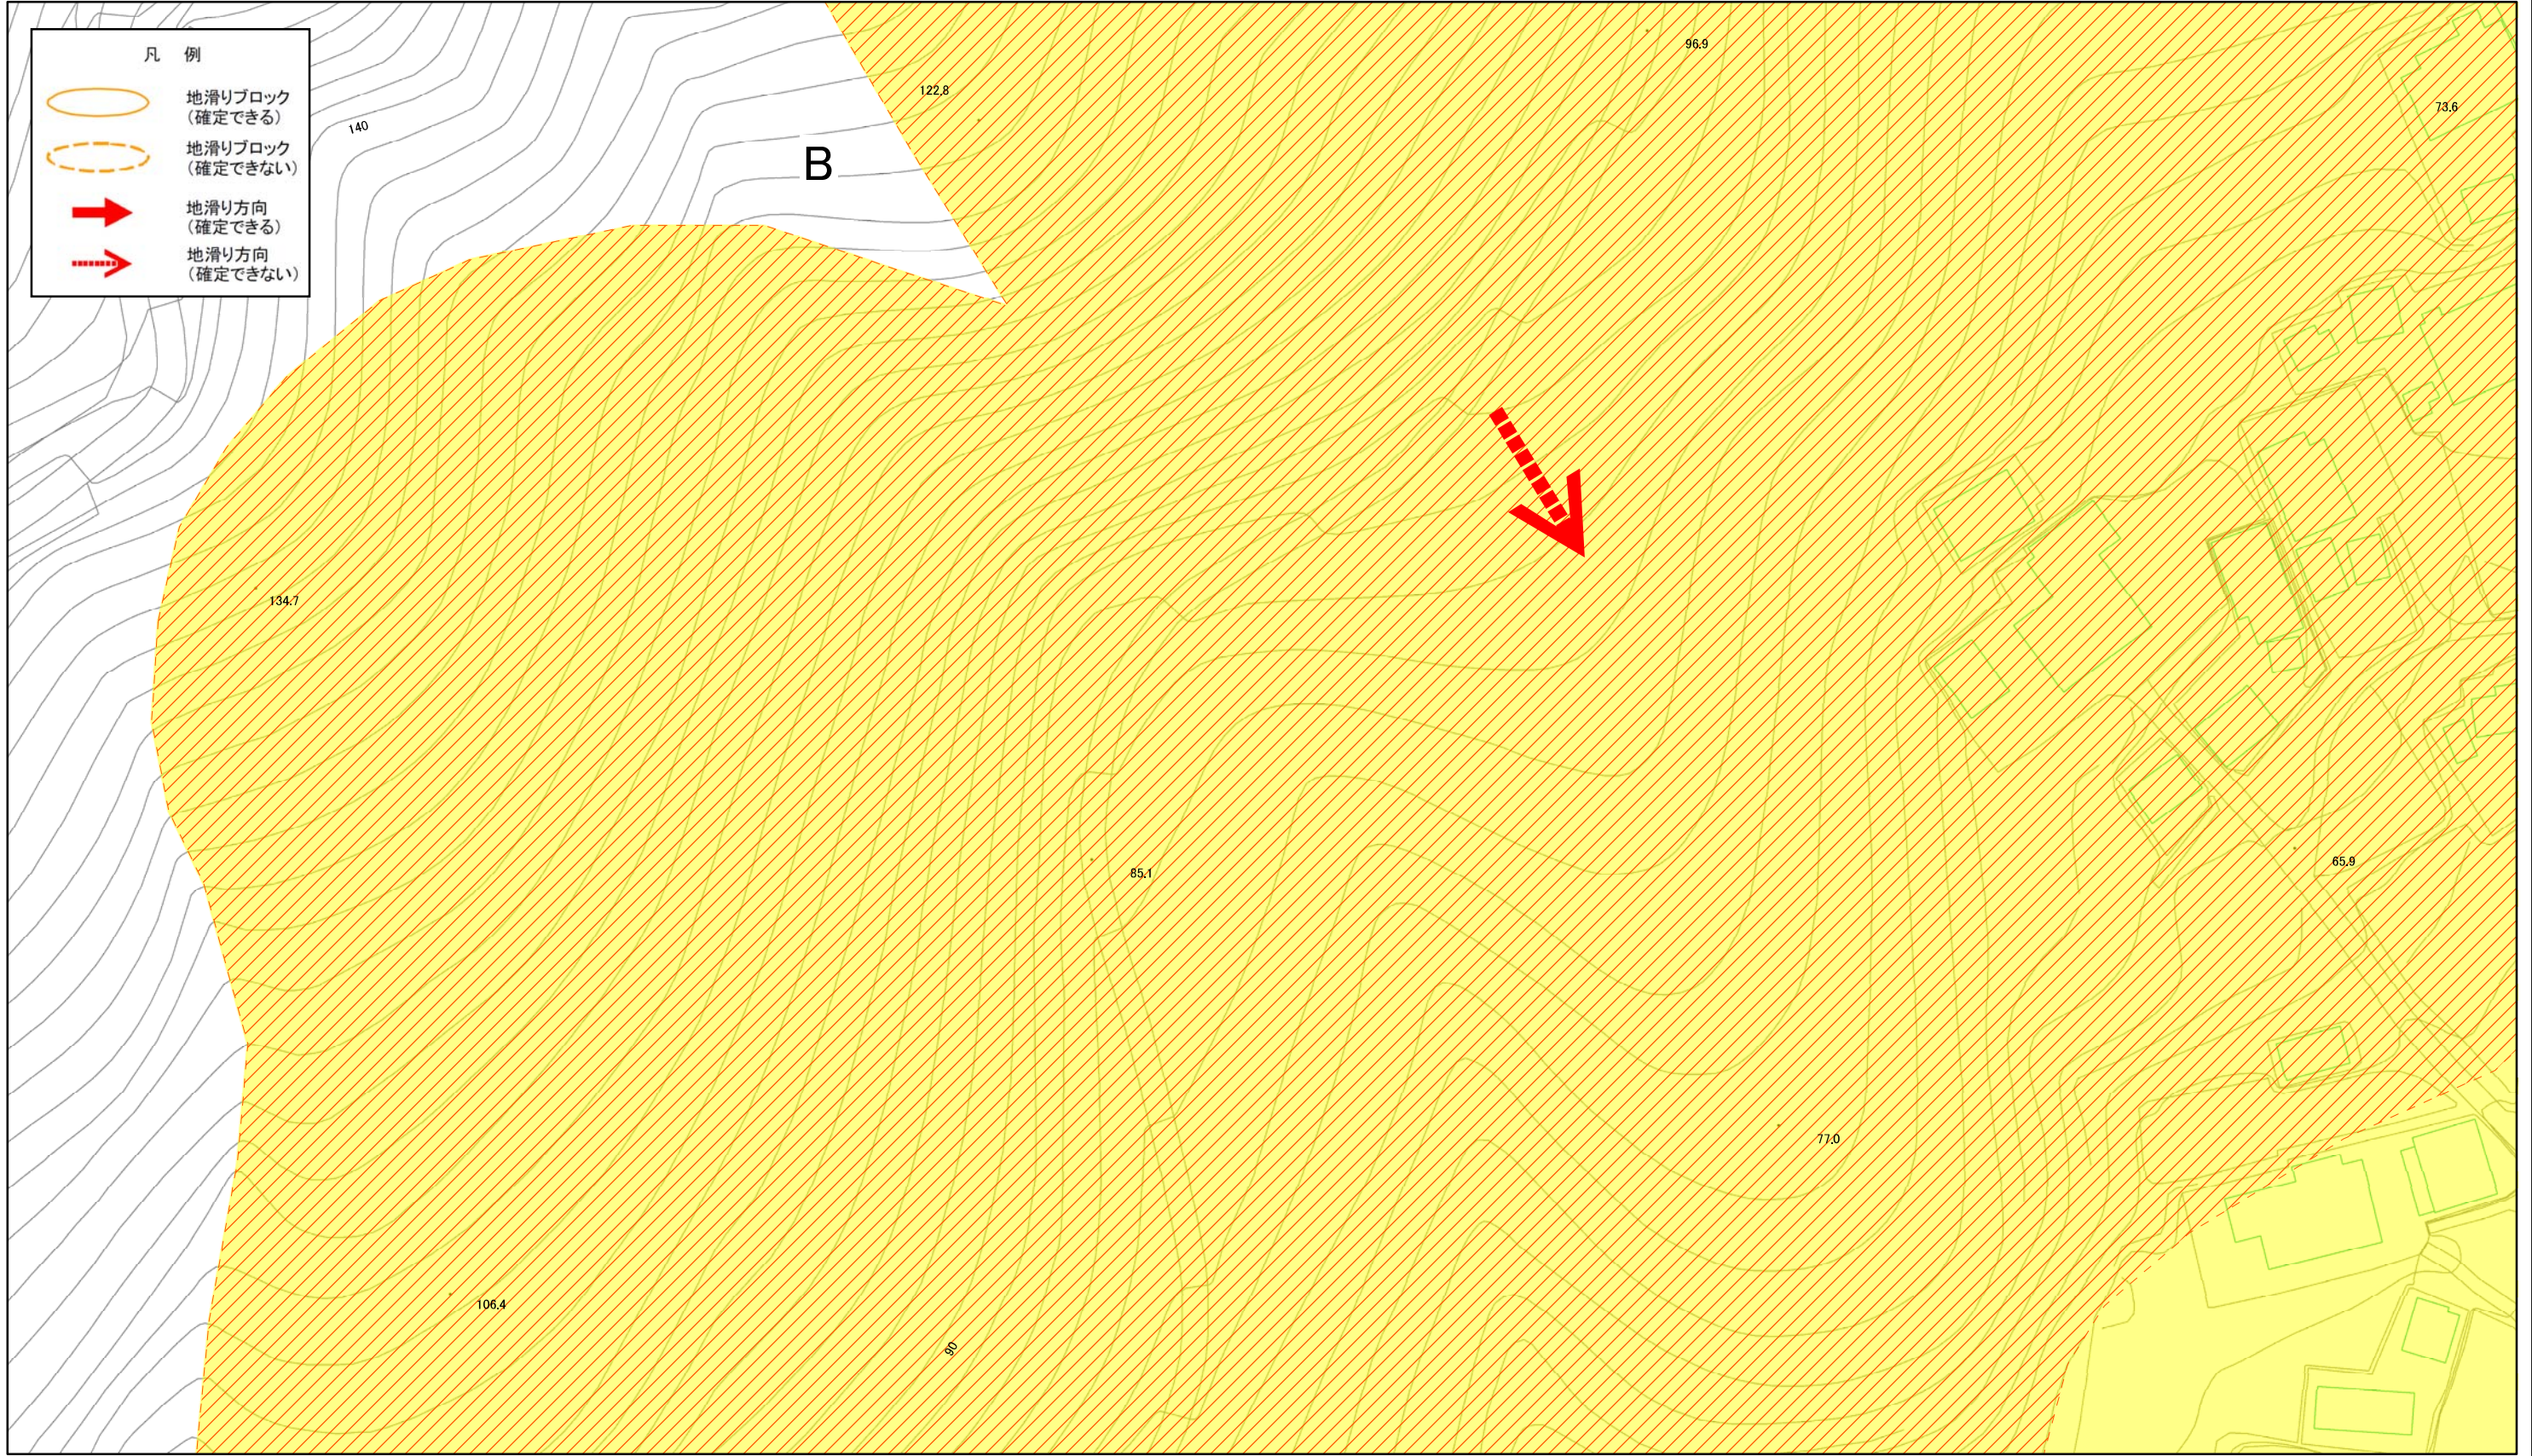 凡 例
地滑りブロック
（確定できる）
地滑りブロック
（確定できない）
地滑り方向
（確定できる）
地滑り方向
（確定できない）
96.9
122.8
73.6
140
B
134.7
85.1
65.9
77.0
106.4
90